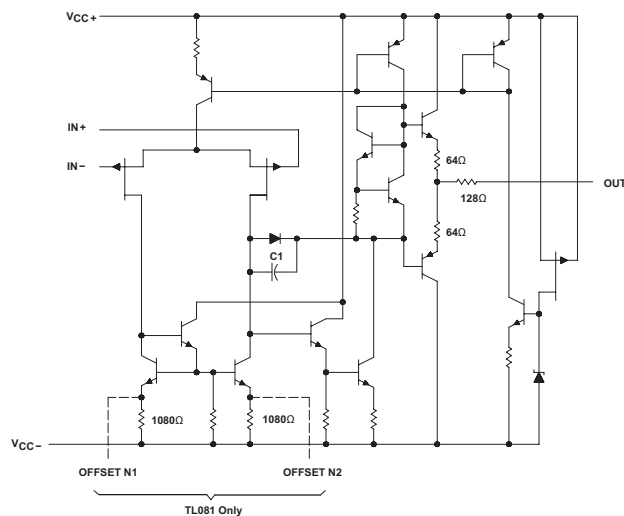 VCC+
IN+
IN−
64Ω
128Ω
OUT
64Ω
C1
1080Ω
1080Ω
VCC−
OFFSET N1
OFFSET N2
TL081 Only